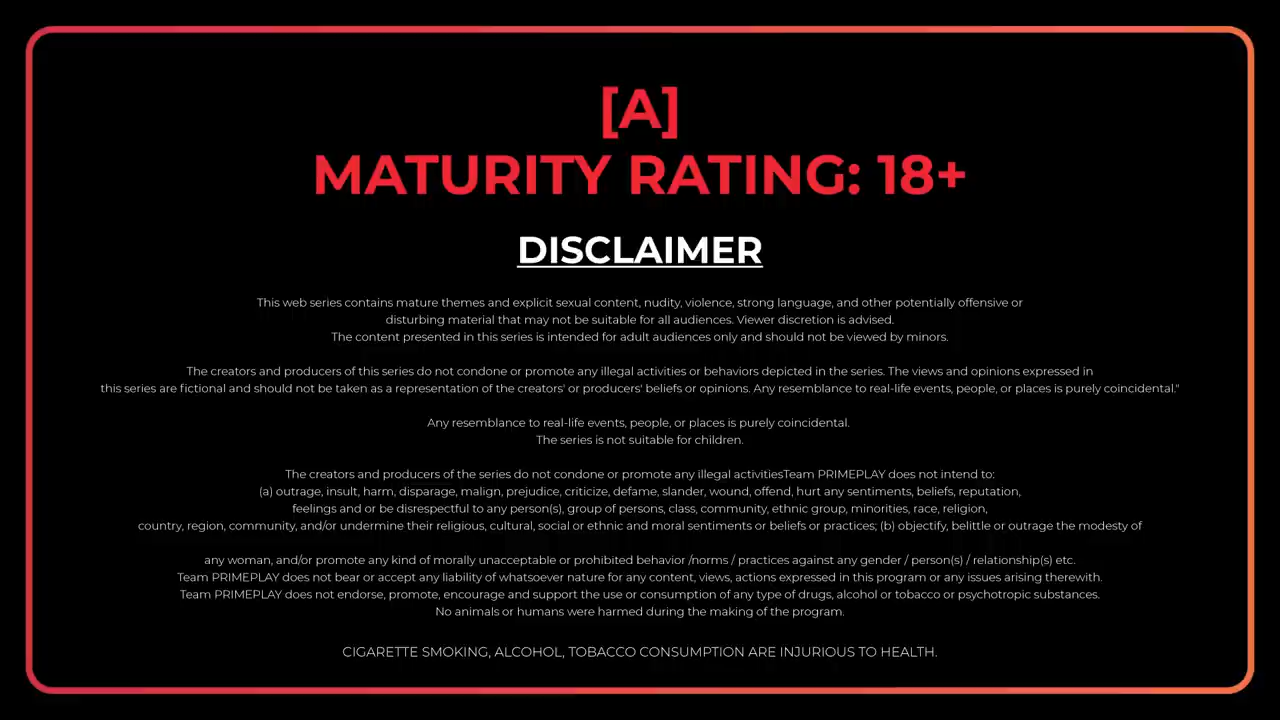 [A]
MATURITY RATING: 18+
DISCLAIMER
This web series contains mature themes and explicit sexual content, nudity, violence, strong language, and other potentially offensive or
disturbing material that may not be suitable for all audiences. Viewer discretion is advised.
The content presented in this series is intended for adult audiences only and should not be viewed by minors.
The creators and producers of this series do not condone or promote any illegal activities or behaviors depicted in the series. The views and opinions expressed in
this series are fictional and should not be taken as a representation of the creators' or producers' beliefs or opinions. Any resemblance to real-life events, people, or places is purely coincidental."
Any resemblance to real-life events, people, or places is purely coincidental.
The series is not suitable for children.
The creators and producers of the series do not condone or promote any illegal activitiesTeam PRIMEPLAY does not intend to:
(a) outrage, insult, harm, disparage, malign, prejudice, criticize, defame, slander, wound, offend, hurt any sentiments, beliefs, reputation,
feelings and or be disrespectful to any person(s), group of persons, class, community, ethnic group, minorities, race, religion,
country, region, community, and/or undermine their religious, cultural, social or ethnic and moral sentiments or beliefs or practices; (b) objectify, belittle or outrage the modesty of
any woman, and/or promote any kind of morally unacceptable or prohibited behavior /norms / practices against any gender / person(s) / relationship(s) etc.
Team PRIMEPLAY does not bear or accept any liability of whatsoever nature for any content, views, actions expressed in this program or any issues arising therewith.
Team PRIMEPLAY does not endorse, promote, encourage and support the use or consumption of any type of drugs, alcohol or tobacco or psychotropic substances.
No animals or humans were harmed during the making of the program.
CIGARETTE SMOKING, ALCOHOL, TOBACCO CONSUMPTION ARE INJURIOUS TO HEALTH.